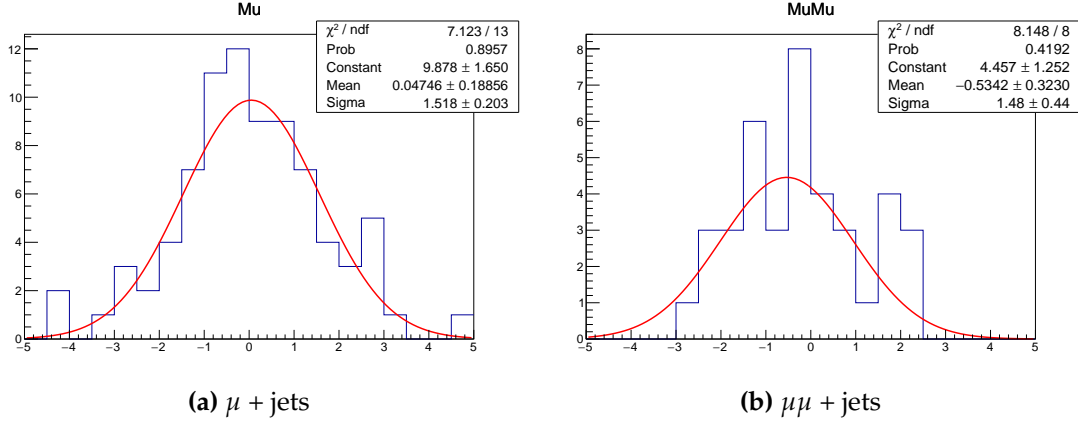 Mu
χ² / ndf 7.123 / 13
Prob 0.8957
Constant 9.878 ± 1.650
Mean 0.04746 ± 0.18856
Sigma 1.518 ± 0.203
12
10
8
6
4
2
0
−5 −4 −3 −2 −1 0 1 2 3 4 5
(a) μ + jets
MuMu
χ² / ndf 8.148 / 8
Prob 0.4192
Constant 4.457 ± 1.252
Mean −0.5342 ± 0.3230
Sigma 1.48 ± 0.44
8
7
6
5
4
3
2
1
0
−5 −4 −3 −2 −1 0 1 2 3 4 5
(b) μμ + jets